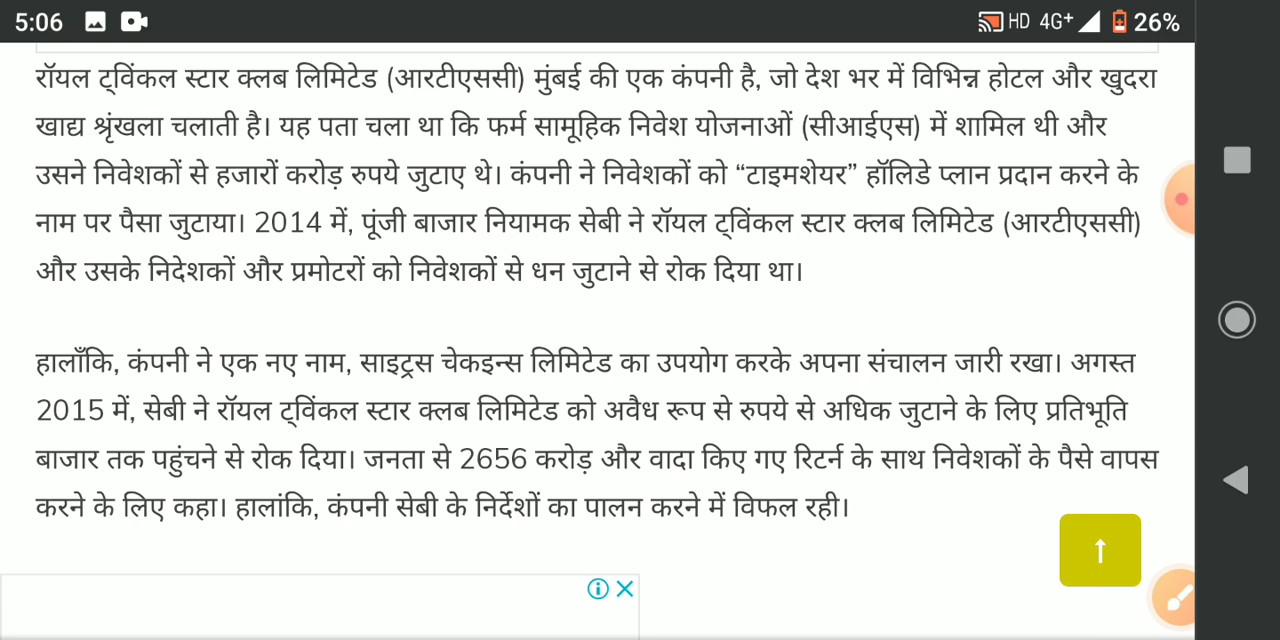 5:06
HD 4G+ 26%
रॉयल ट्विंकल स्टार क्लब लिमिटेड (आरटीएससी) मुंबई की एक कंपनी है, जो देश भर में विभिन्न होटल और खुदरा
खाद्य श्रृंखला चलाती है। यह पता चला था कि फर्म सामूहिक निवेश योजनाओं (सीआईएस) में शामिल थी और
उसने निवेशकों से हजारों करोड़ रुपये जुटाए थे। कंपनी ने निवेशकों को “टाइमशेयर” हॉलिडे प्लान प्रदान करने के
नाम पर पैसा जुटाया। 2014 में, पूंजी बाजार नियामक सेबी ने रॉयल ट्विंकल स्टार क्लब लिमिटेड (आरटीएससी)
और उसके निदेशकों और प्रमोटरों को निवेशकों से धन जुटाने से रोक दिया था।
हालाँकि, कंपनी ने एक नए नाम, साइट्रस चेकइन्स लिमिटेड का उपयोग करके अपना संचालन जारी रखा। अगस्त
2015 में, सेबी ने रॉयल ट्विंकल स्टार क्लब लिमिटेड को अवैध रूप से रुपये से अधिक जुटाने के लिए प्रतिभूति
बाजार तक पहुंचने से रोक दिया। जनता से 2656 करोड़ और वादा किए गए रिटर्न के साथ निवेशकों के पैसे वापस
करने के लिए कहा। हालांकि, कंपनी सेबी के निर्देशों का पालन करने में विफल रही।